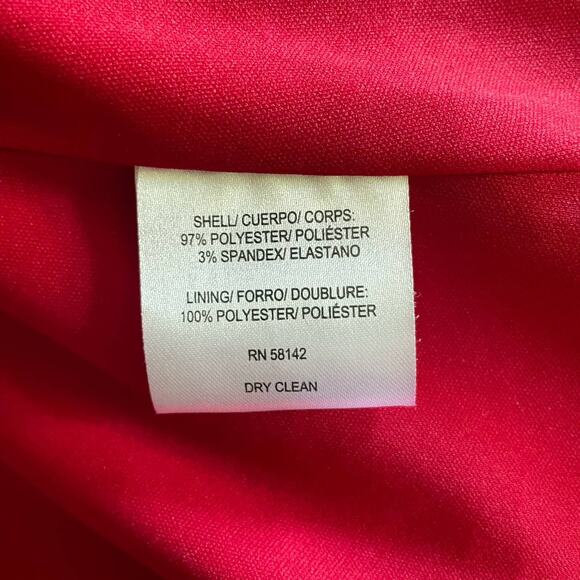 SHELL/ CUERPO/ CORPS:
97% POLYESTER/ POLIÉSTER
3% SPANDEX/ ELASTANO
LINING/ FORRO/ DOUBLURE:
100% POLYESTER/ POLIÉSTER
RN 58142
DRY CLEAN